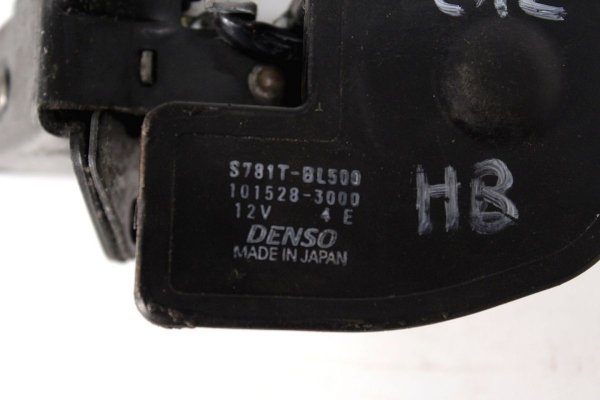 S781T-BL500
101528-3000
12V 4 E
DENSO
MADE IN JAPAN
HB